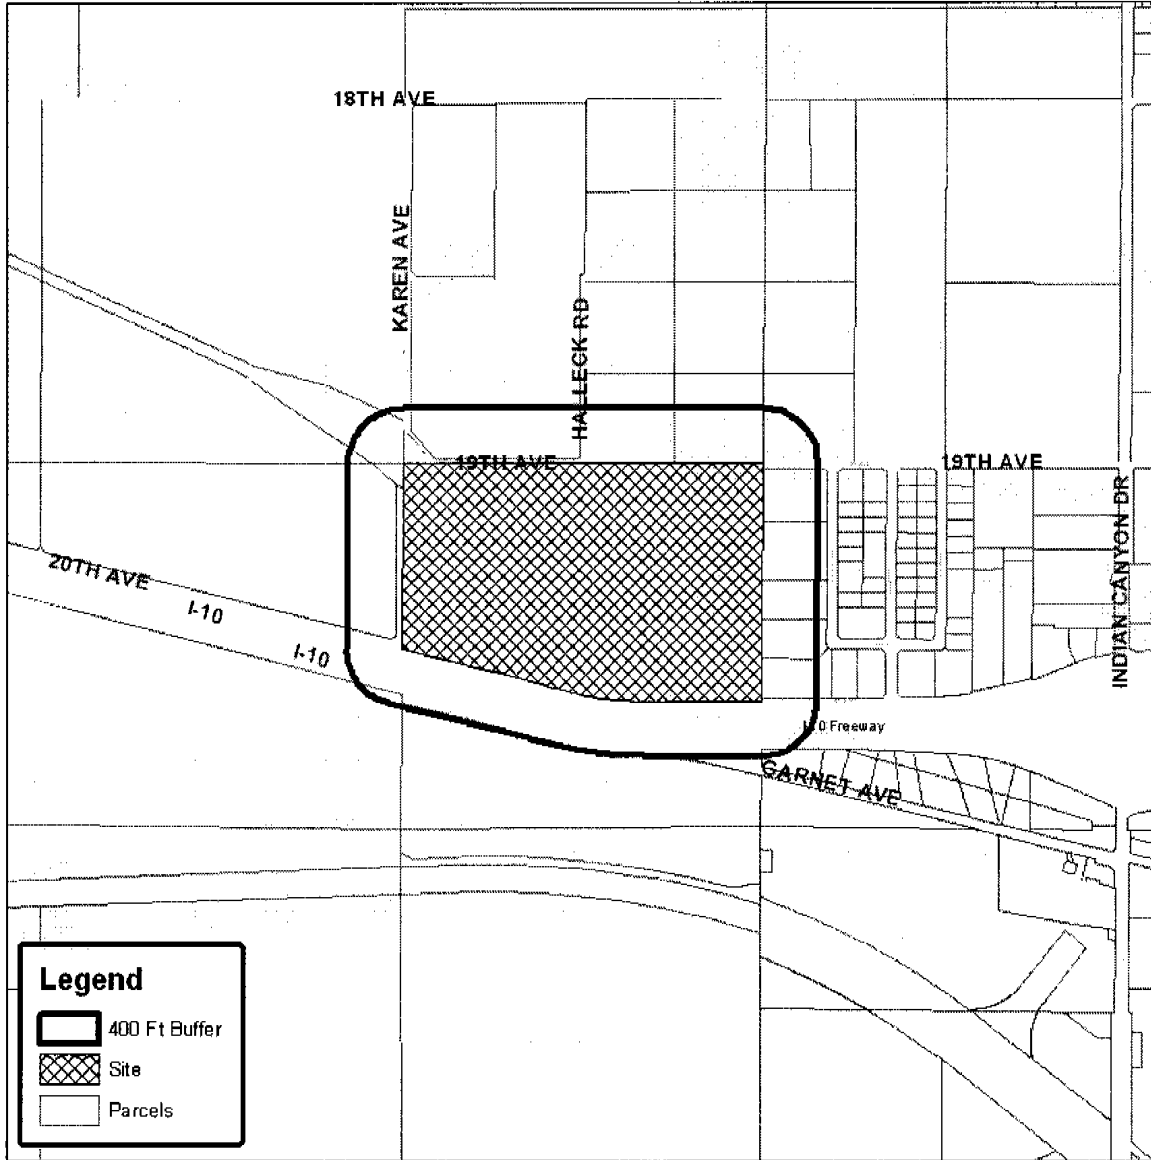 18TH AVE
KAREN AVE
HALLECK RD
19TH AVE
19TH AVE
INDIAN CANYON DR
20TH AVE
I-10
I-10
Freeway
GARNET AVE
Legend
400 Ft Buffer
Site
Parcels